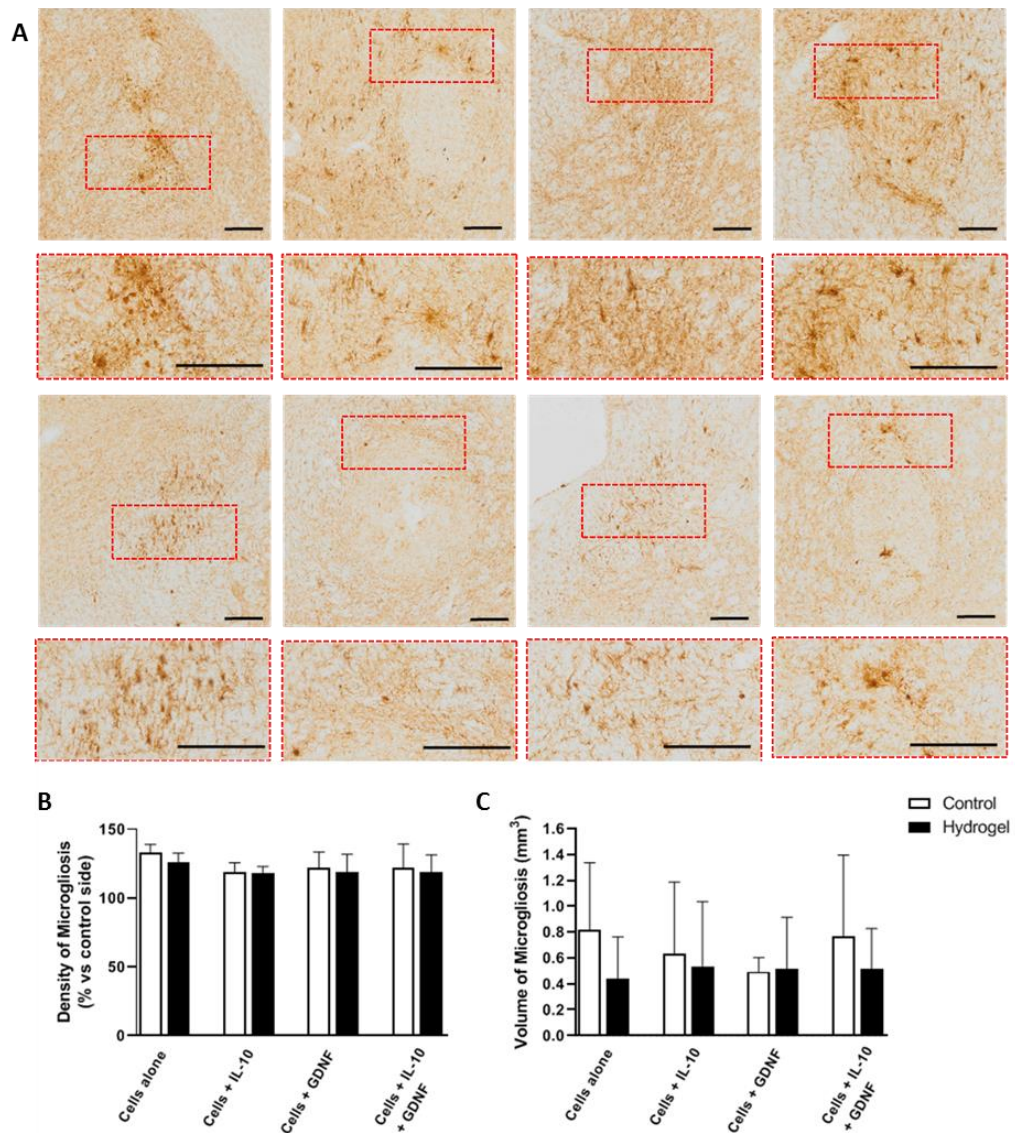 A
B
Density of Microgliosis
(% vs control side)
150
100
50
0
Cells alone
Cells + IL-10
Cells + GDNF
Cells + IL-10
+ GDNF
C
Control
Hydrogel
Volume of Microgliosis (mm³)
1.6
1.4
1.2
1.0
0.8
0.6
0.4
0.2
0.0
Cells alone
Cells + IL-10
Cells + GDNF
Cells + IL-10
+ GDNF